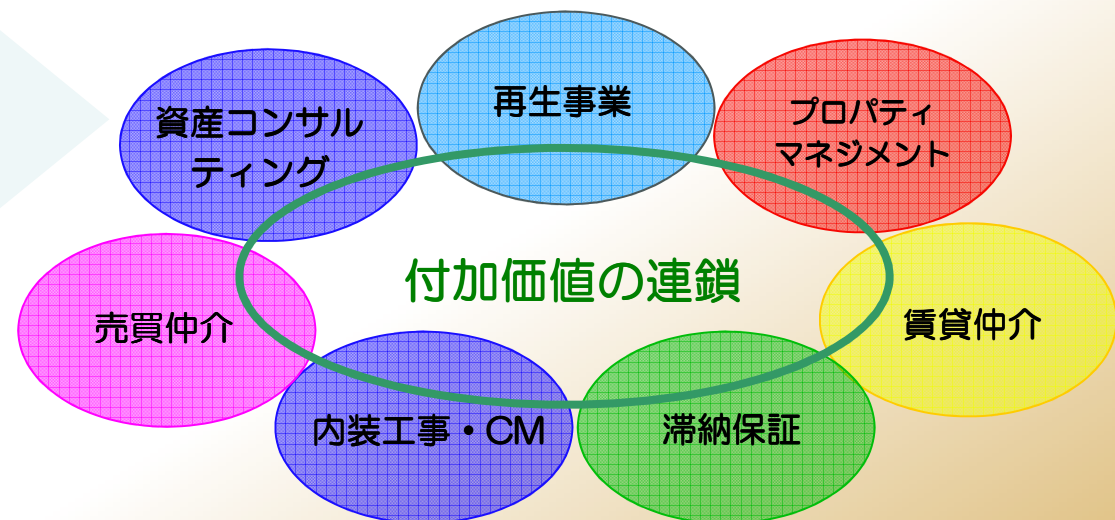 再生事業
資産コンサル
ティング
プロパティ
マネジメント
付加価値の連鎖
売買仲介
賃貸仲介
内装工事・CM
滞納保証